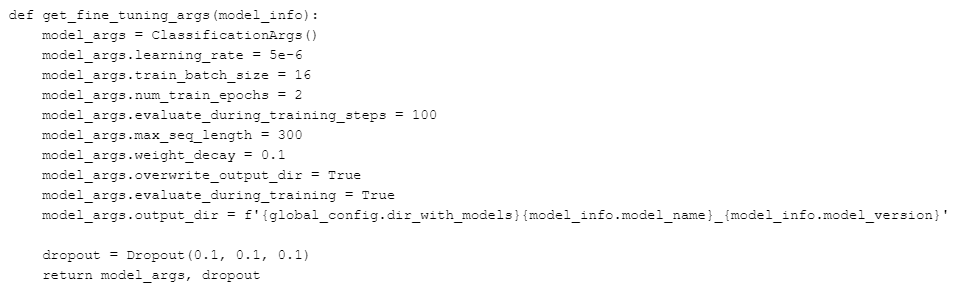 def get_fine_tuning_args(model_info):
    model_args = ClassificationArgs()
    model_args.learning_rate = 5e-6
    model_args.train_batch_size = 16
    model_args.num_train_epochs = 2
    model_args.evaluate_during_training_steps = 100
    model_args.max_seq_length = 300
    model_args.weight_decay = 0.1
    model_args.overwrite_output_dir = True
    model_args.evaluate_during_training = True
    model_args.output_dir = f'{global_config.dir_with_models}{model_info.model_name}_{model_info.model_version}'

    dropout = Dropout(0.1, 0.1, 0.1)
    return model_args, dropout